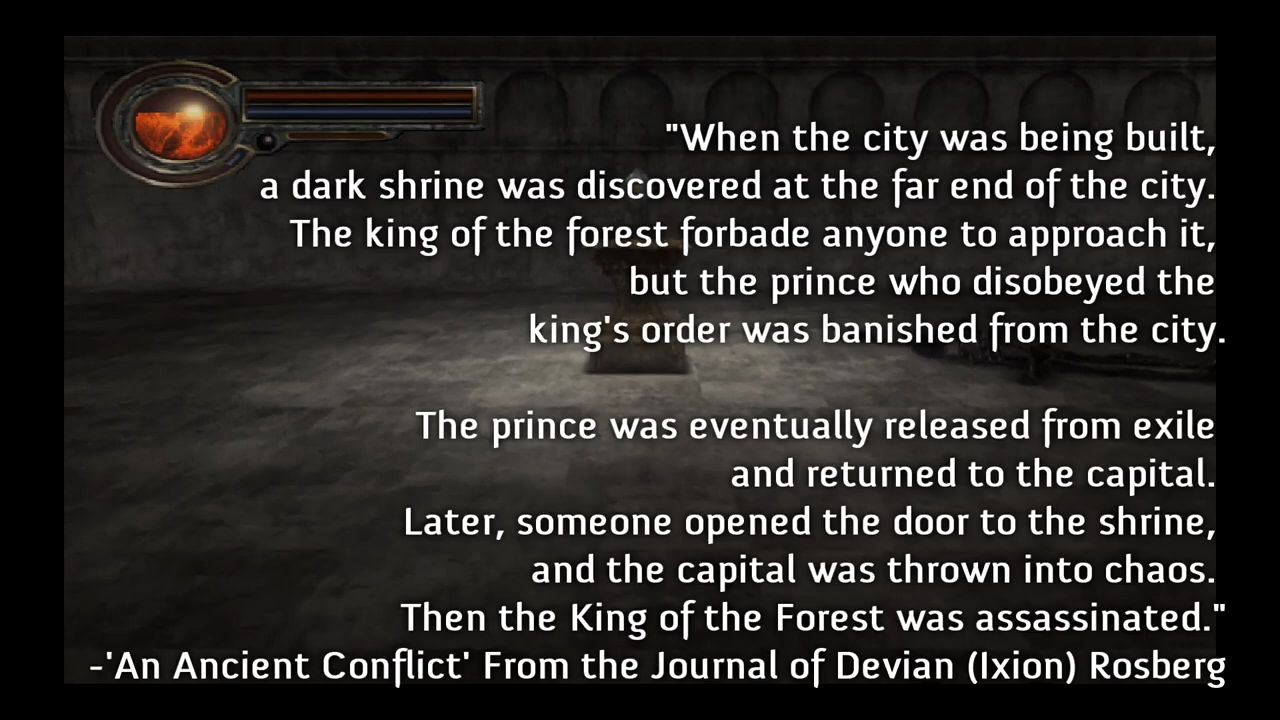 "When the city was being built,
a dark shrine was discovered at the far end of the city.
The king of the forest forbade anyone to approach it,
but the prince who disobeyed the
king's order was banished from the city.
The prince was eventually released from exile
and returned to the capital.
Later, someone opened the door to the shrine,
and the capital was thrown into chaos.
Then the King of the Forest was assassinated."
-'An Ancient Conflict' From the Journal of Devian (Ixion) Rosberg